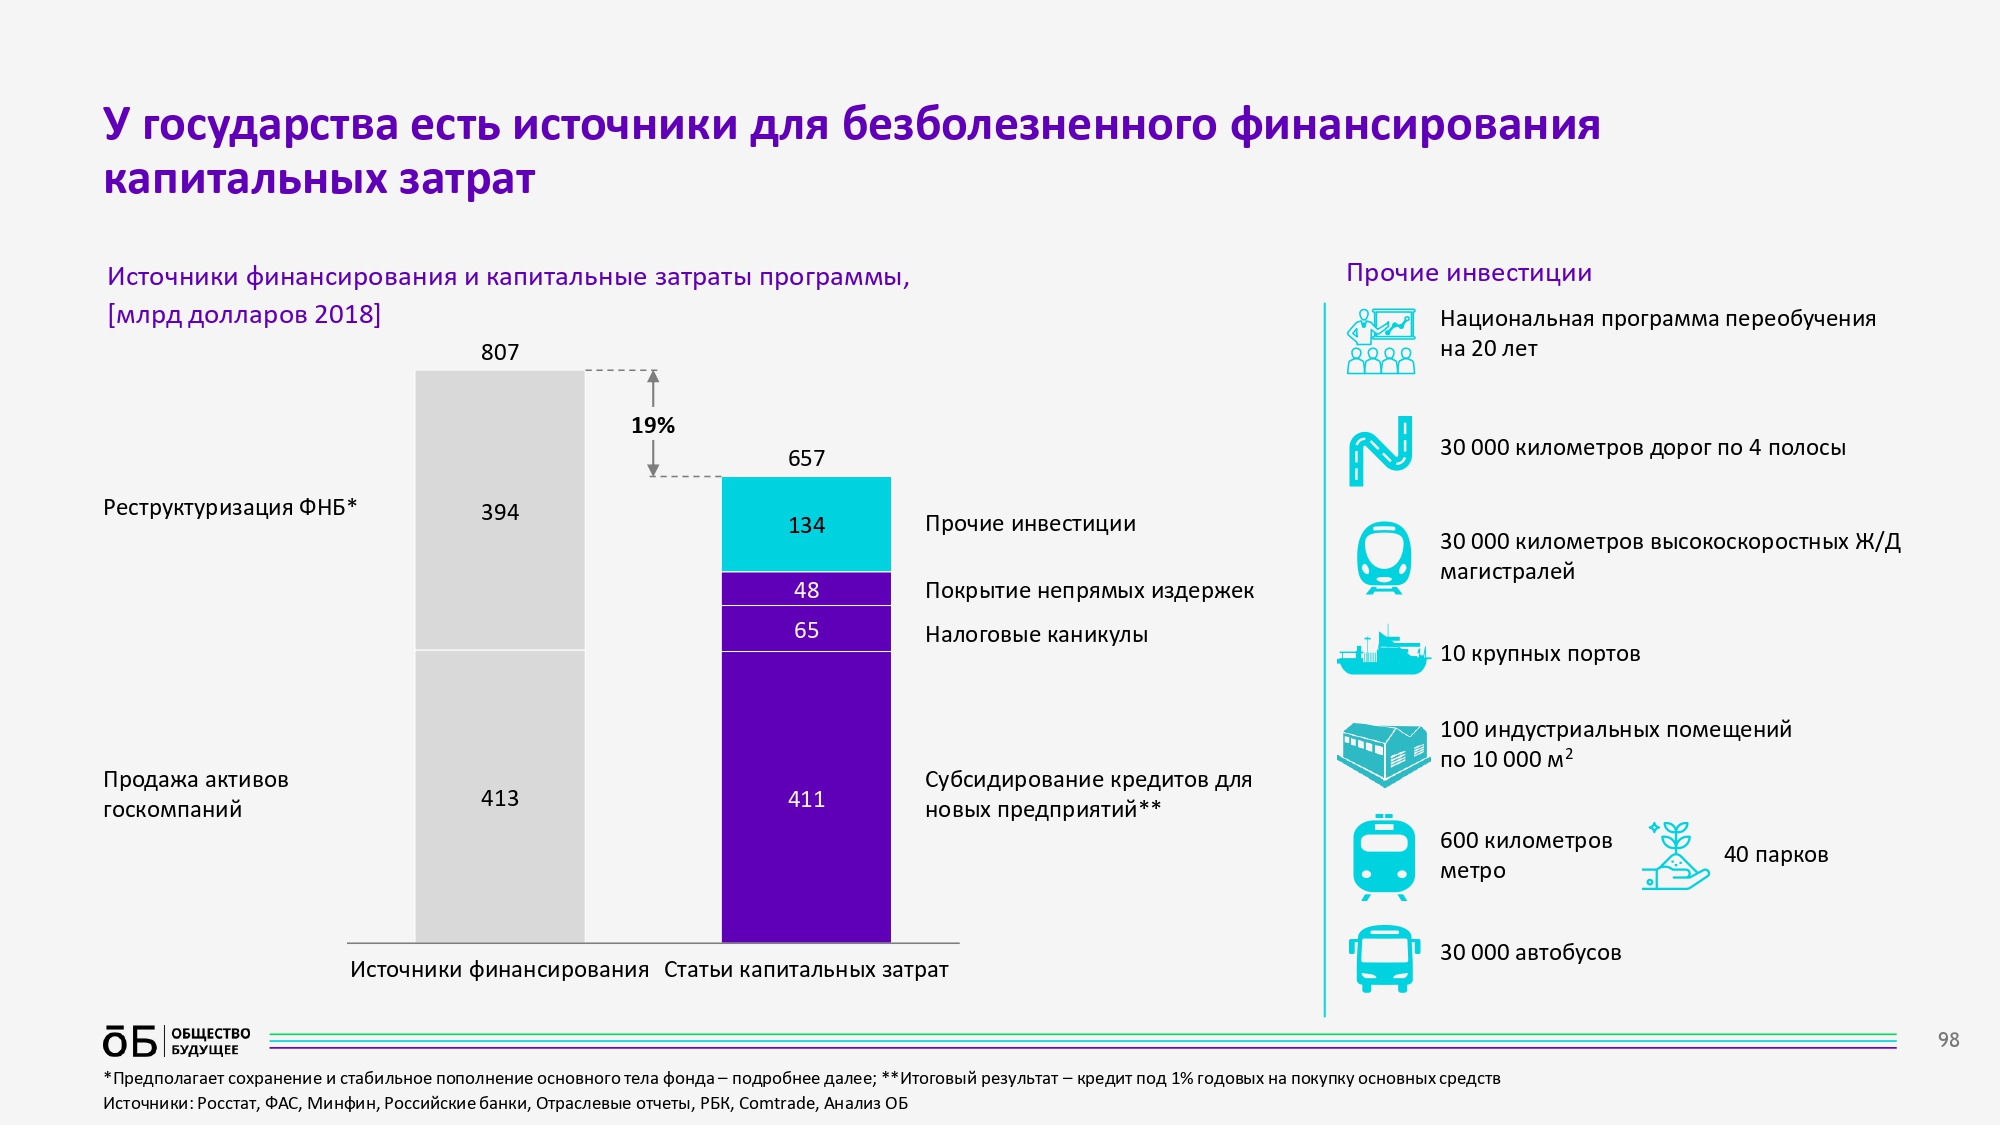 У государства есть источники для безболезненного финансирования
капитальных затрат
Источники финансирования и капитальные затраты программы,
[млрд долларов 2018]
807
19%
657
Реструктуризация ФНБ*
394
134
Прочие инвестиции
48
Покрытие непрямых издержек
65
Налоговые каникулы
Продажа активов
госкомпаний
413
411
Субсидирование кредитов для
новых предприятий**
Источники финансирования
Статьи капитальных затрат
Прочие инвестиции
Национальная программа переобучения
на 20 лет
30 000 километров дорог по 4 полосы
30 000 километров высокоскоростных Ж/Д
магистралей
10 крупных портов
100 индустриальных помещений
по 10 000 м²
600 километров
метро
40 парков
30 000 автобусов
ОБ
ОБЩЕСТВО
БУДУЩЕЕ
98
*Предполагает сохранение и стабильное пополнение основного тела фонда – подробнее далее; **Итоговый результат – кредит под 1% годовых на покупку основных средств
Источники: Росстат, ФАС, Минфин, Российские банки, Отраслевые отчеты, РБК, Comtrade, Анализ ОБ